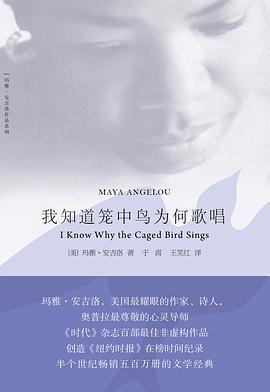 玛雅·安吉洛作品系列
MAYA ANGELOU
我知道笼中鸟为何歌唱
I Know Why the Caged Bird Sings
[美] 玛雅·安吉洛 著 于霄 王笑红 译
玛雅·安吉洛，美国最耀眼的作家、诗人，
奥普拉最尊敬的心灵导师
《时代》杂志百部最佳非虚构作品
创造《纽约时报》在榜时间纪录
半个世纪畅销五百万册的文学经典